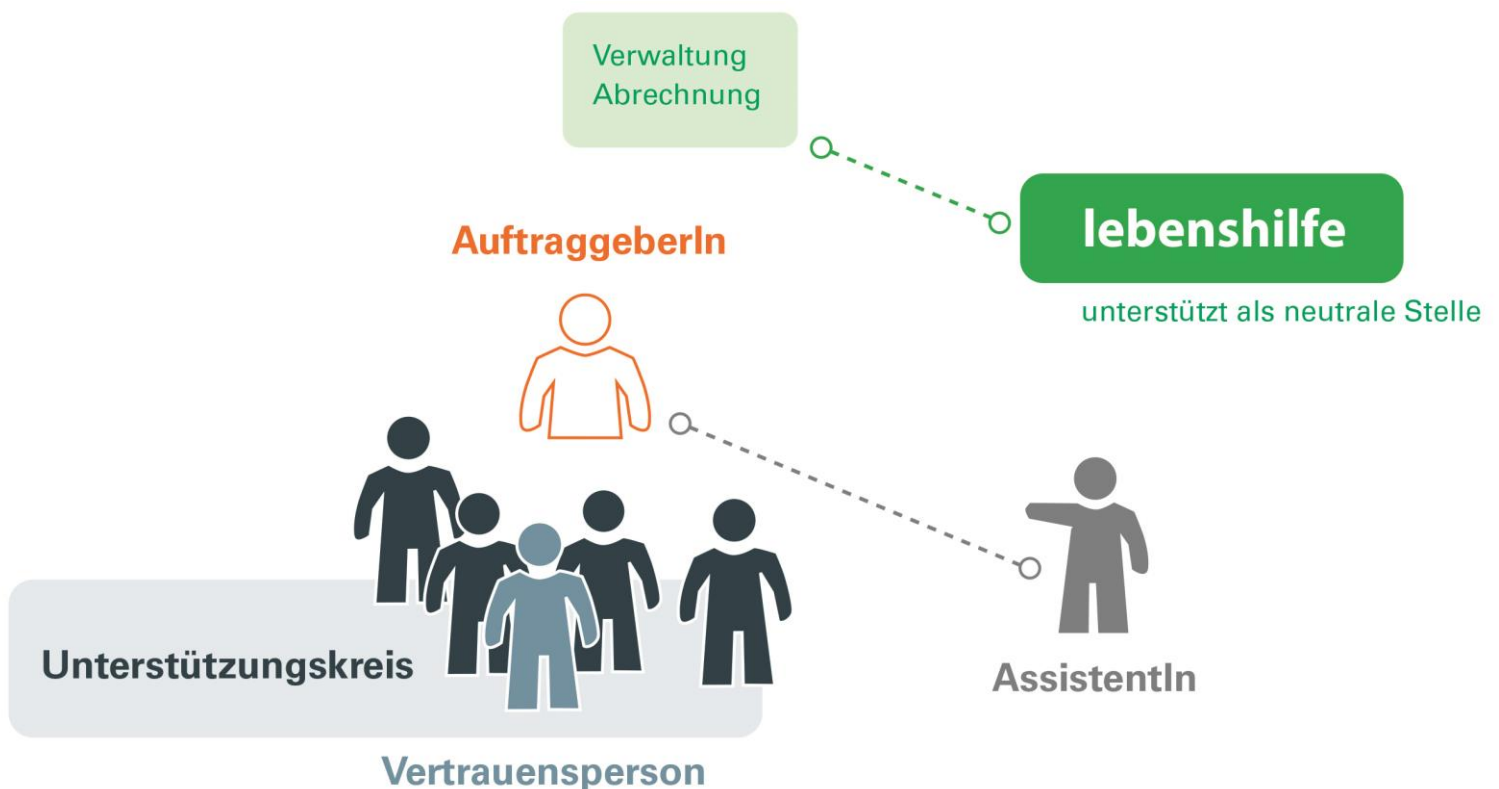 Verwaltung
Abrechnung
lebenshilfe
unterstützt als neutrale Stelle
AuftraggeberIn
Unterstützungskreis
AssistentIn
Vertrauensperson